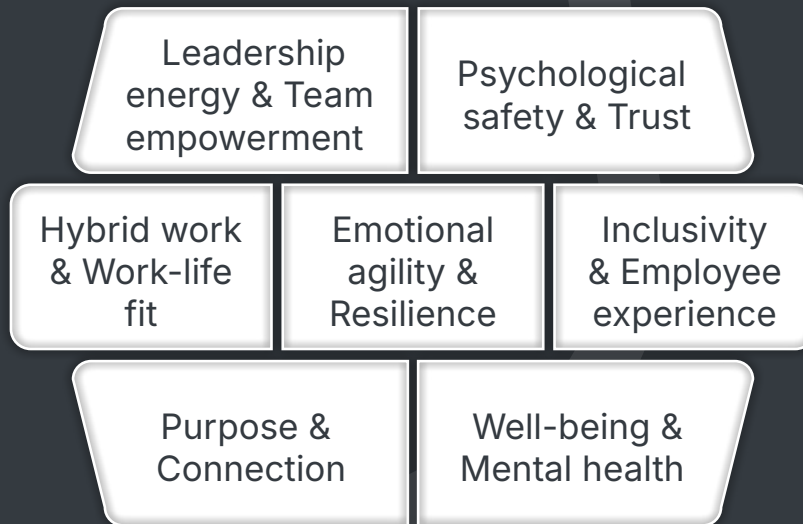 Leadership
energy & Team
empowerment
Psychological
safety & Trust
Hybrid work
& Work-life
fit
Emotional
agility &
Resilience
Inclusivity
& Employee
experience
Purpose &
Connection
Well-being &
Mental health